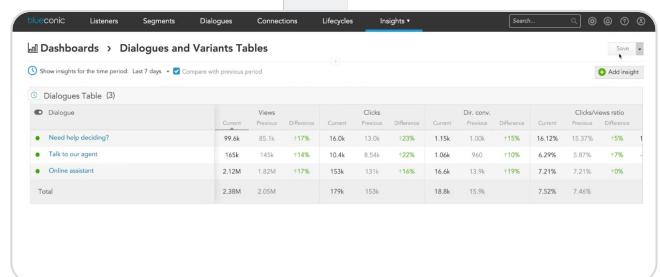 blueconic Listeners Segments Dialogues Connections Lifecycles Insights ▾ Search...
Dashboards › Dialogues and Variants Tables Save
Show insights for the time period: Last 7 days Compare with previous period Add insight
Dialogues Table (3)
Dialogue Views Clicks Dir. conv. Clicks/views ratio
Current Previous Difference Current Previous Difference Current Previous Difference Current Previous Difference
Need help deciding? 99.6k 85.1k ↑17% 16.0k 13.0k ↑23% 1.15k 1.00k ↑15% 16.12% 15.37% ↑5% 1
Talk to our agent 165k 145k ↑14% 10.4k 8.54k ↑22% 1.06k 960 ↑10% 6.29% 5.87% ↑7%
Online assistant 2.12M 1.82M ↑17% 153k 131k ↑16% 16.6k 13.9k ↑19% 7.21% 7.21% ↑0%
Total 2.38M 2.05M 179k 153k 18.8k 15.9k 7.52% 7.46%